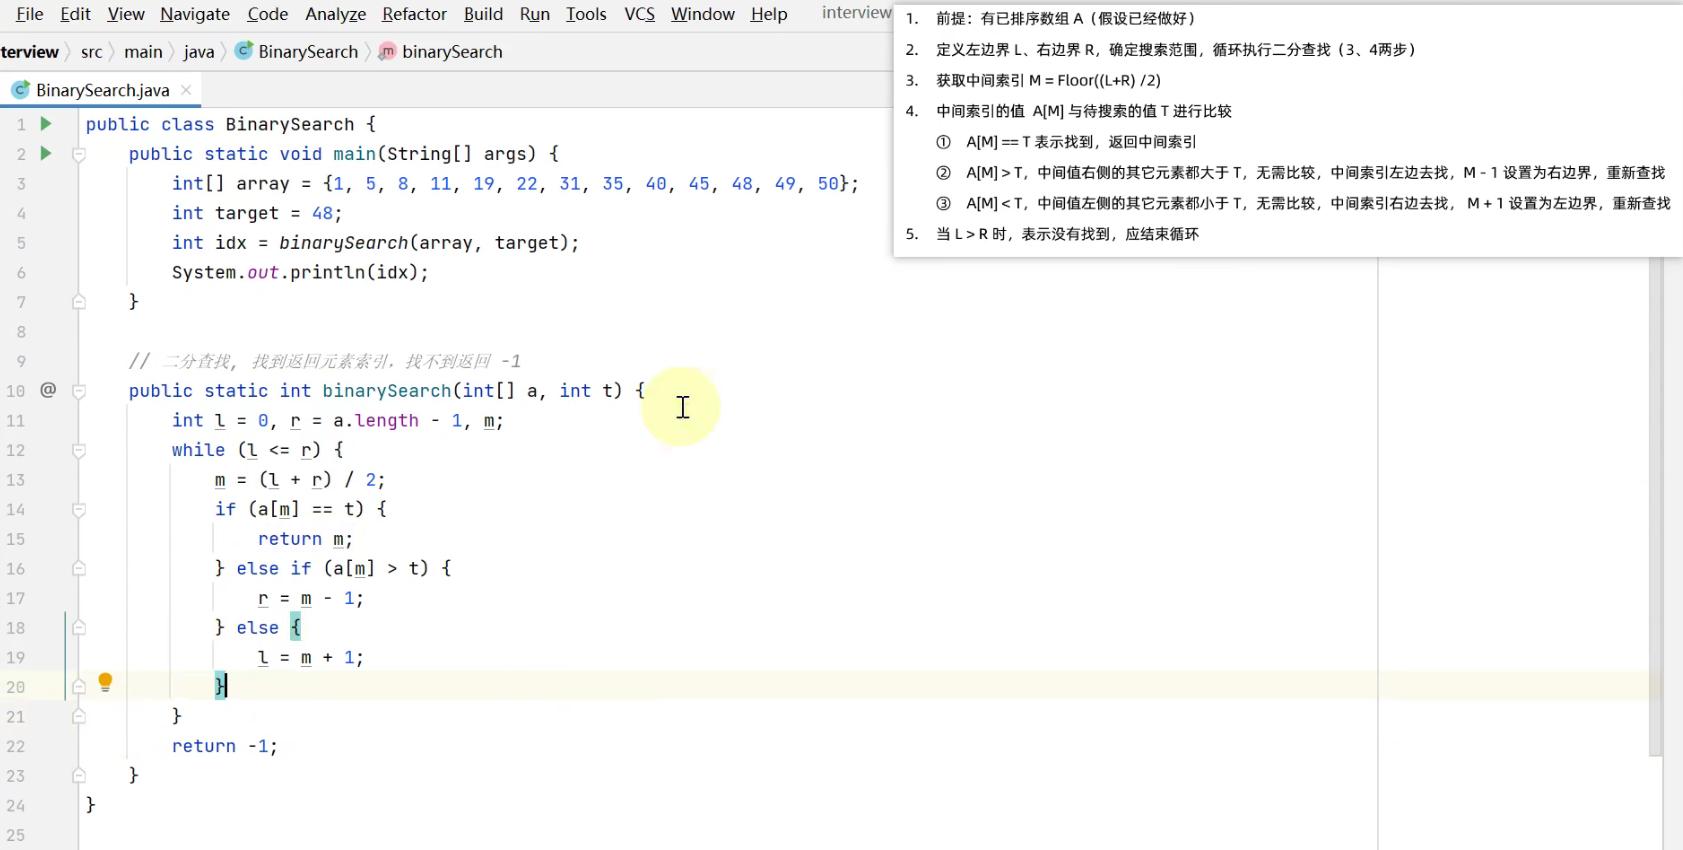 File Edit View Navigate Code Analyze Refactor Build Run Tools VCS Window Help interview
terview src main java BinarySearch binarySearch
BinarySearch.java
1 public class BinarySearch {
2 public static void main(String[] args) {
3 int[] array = {1, 5, 8, 11, 19, 22, 31, 35, 40, 45, 48, 49, 50};
4 int target = 48;
5 int idx = binarySearch(array, target);
6 System.out.println(idx);
7 }
8
9 // 二分查找, 找到返回元素索引. 找不到返回 -1
10 @ public static int binarySearch(int[] a, int t) {
11 int l = 0, r = a.length - 1, m;
12 while (l <= r) {
13 m = (l + r) / 2;
14 if (a[m] == t) {
15 return m;
16 } else if (a[m] > t) {
17 r = m - 1;
18 } else {
19 l = m + 1;
20 }
21 }
22 return -1;
23 }
24 }
25
1. 前提：有已排序数组 A（假设已经做好）
2. 定义左边界 L、右边界 R，确定搜索范围，循环执行二分查找（3、4两步）
3. 获取中间索引 M = Floor((L+R) /2)
4. 中间索引的值 A[M] 与待搜索的值 T 进行比较
① A[M] == T 表示找到，返回中间索引
② A[M] > T，中间值右侧的其它元素都大于 T，无需比较，中间索引左边去找，M - 1 设置为右边界，重新查找
③ A[M] < T，中间值左侧的其它元素都小于 T，无需比较，中间索引右边去找， M + 1 设置为左边界，重新查找
5. 当 L > R 时，表示没有找到，应结束循环